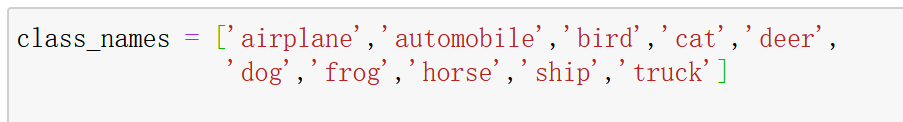 class_names = ['airplane','automobile','bird','cat','deer',
'dog','frog','horse','ship','truck']